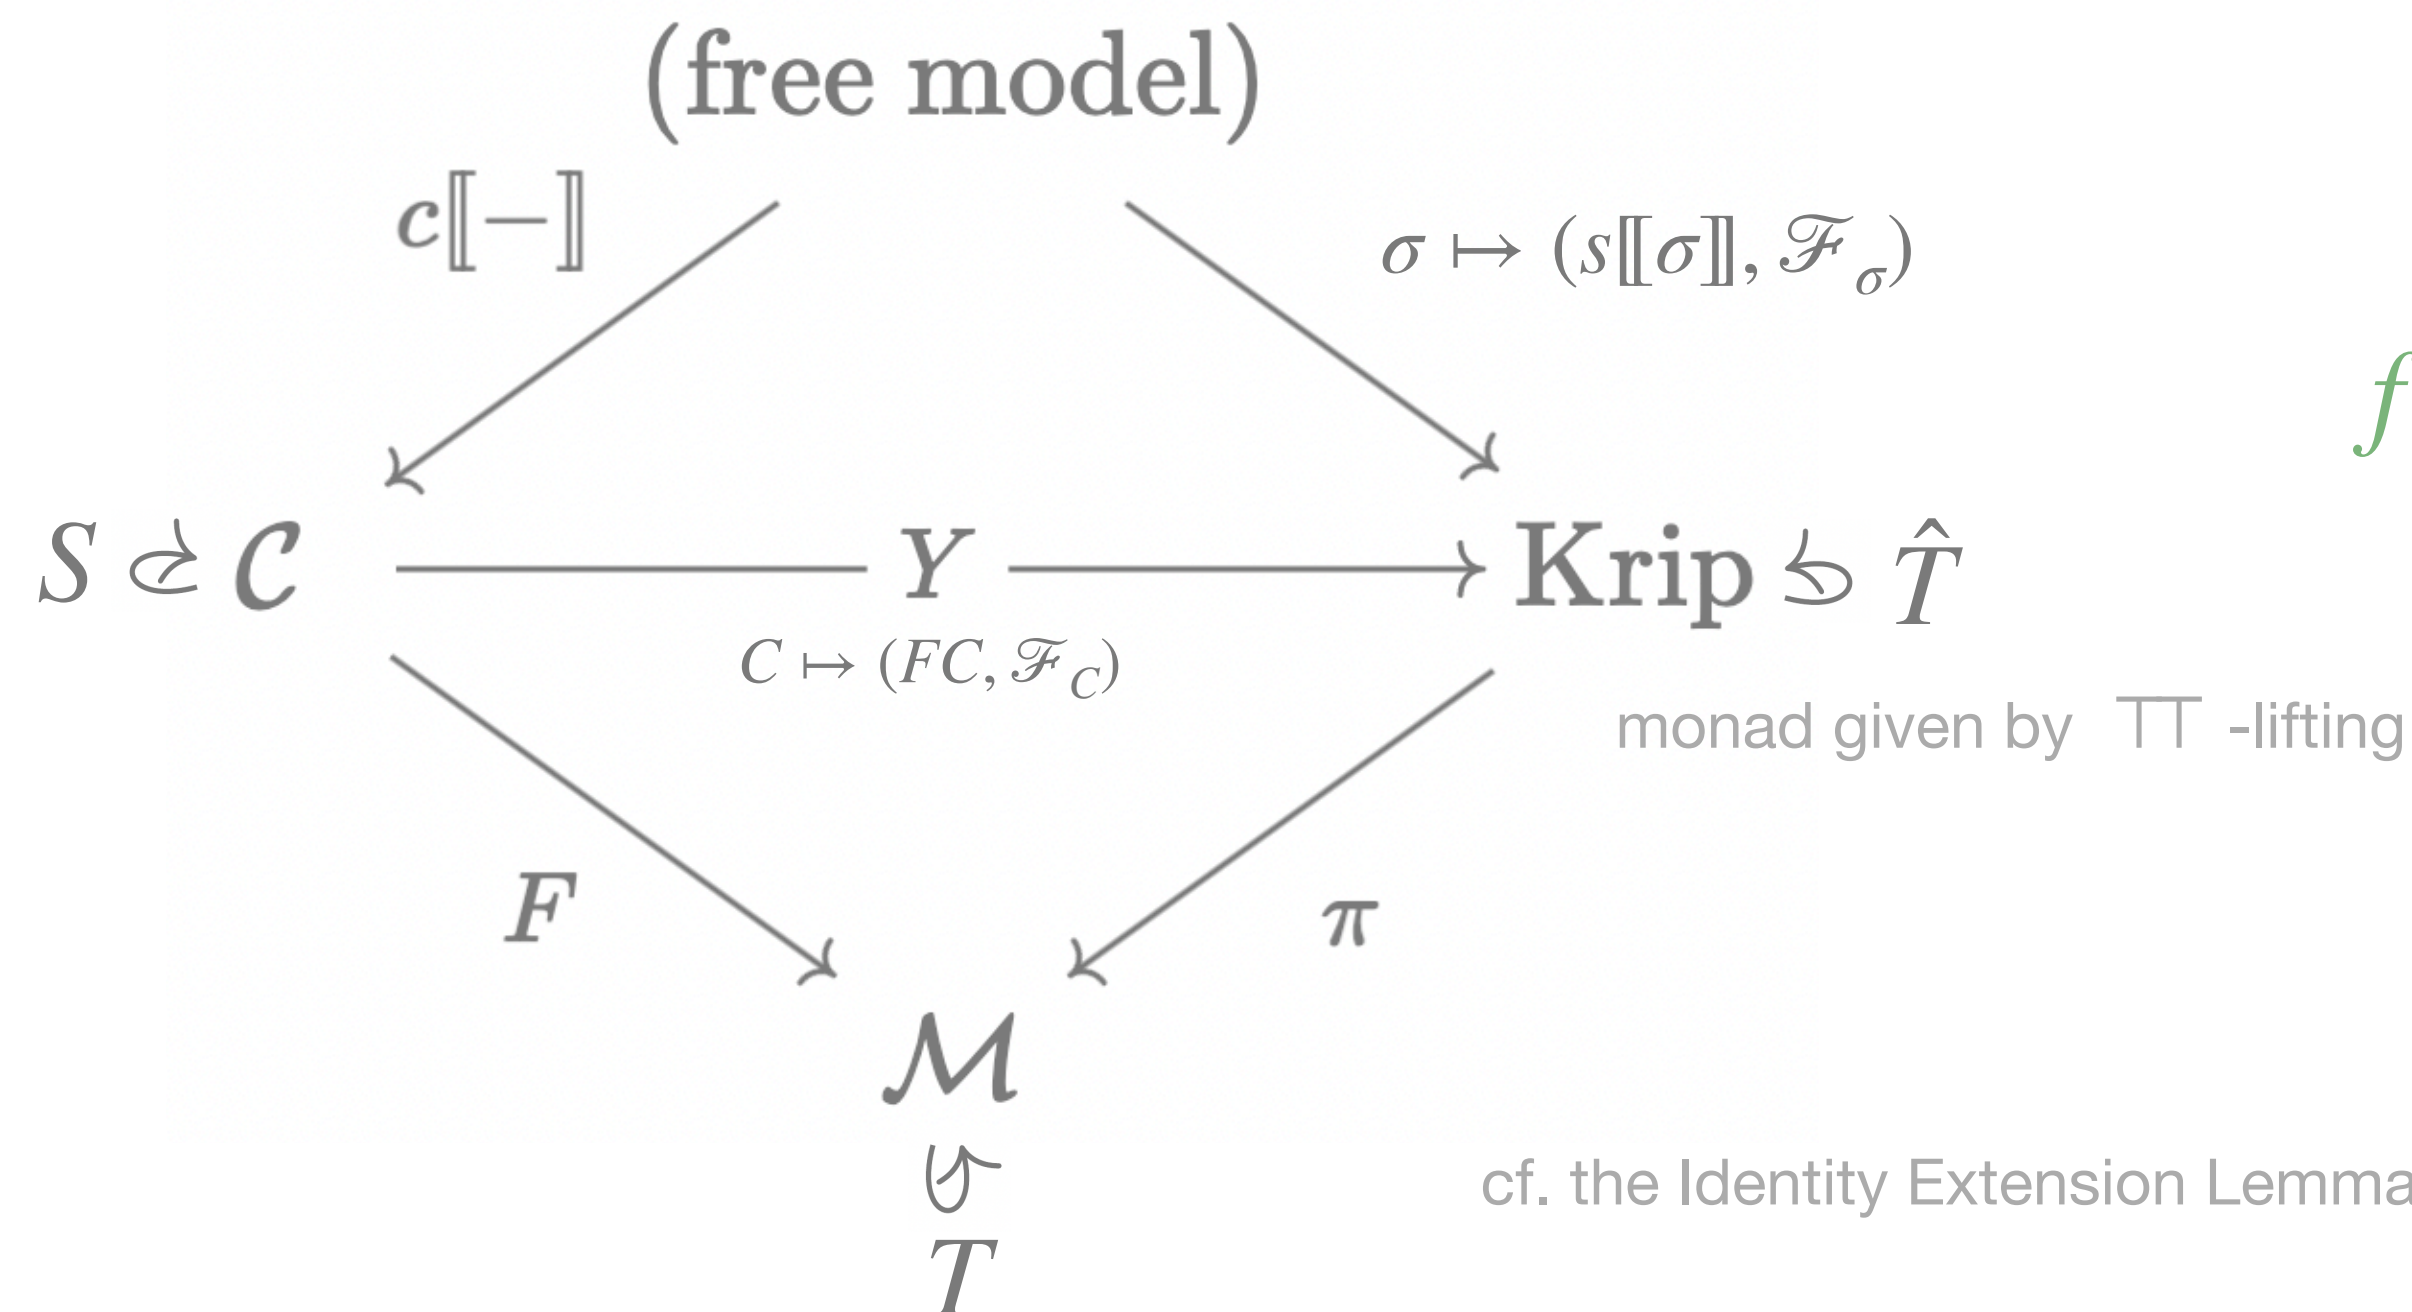 (free model)
c⟦−⟧
σ ↦ (s⟦σ⟧, ℱ_σ)
f
S ⟲ 𝒞 — Y → Krip ⟲ T̂
C ↦ (FC, ℱ_C)
monad given by ⊤⊤ -lifting
F
π
ℳ
cf. the Identity Extension Lemma
T